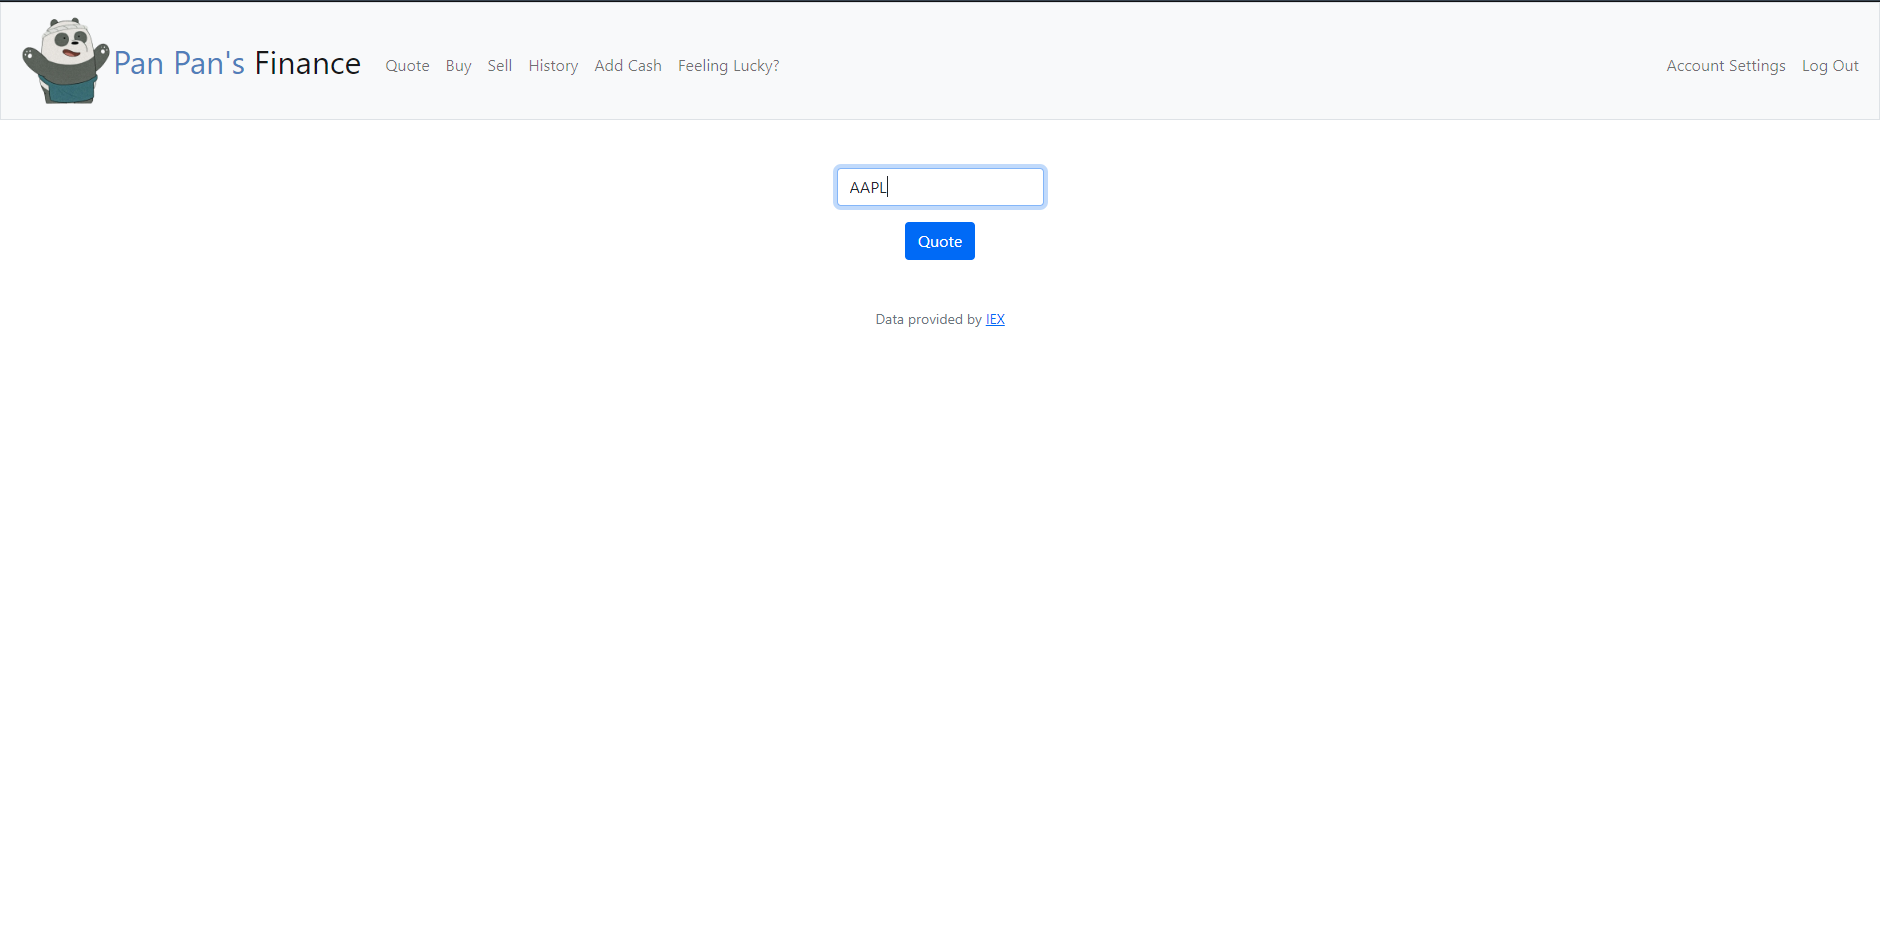 Pan Pan's Finance Quote Buy Sell History Add Cash Feeling Lucky? Account Settings Log Out
AAPL
Quote
Data provided by IEX